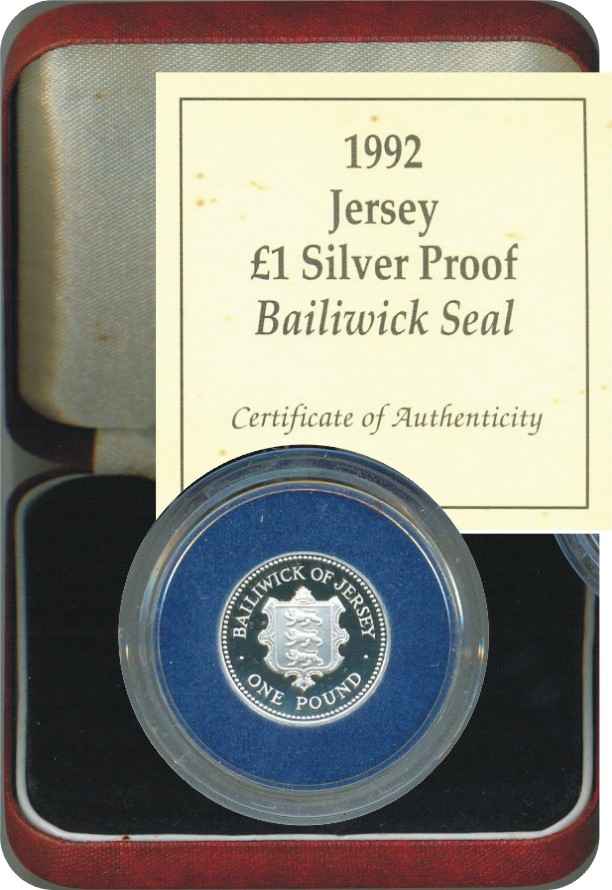 1992
Jersey
£1 Silver Proof
Bailiwick Seal
Certificate of Authenticity
BAILIWICK OF JERSEY
· ONE POUND ·